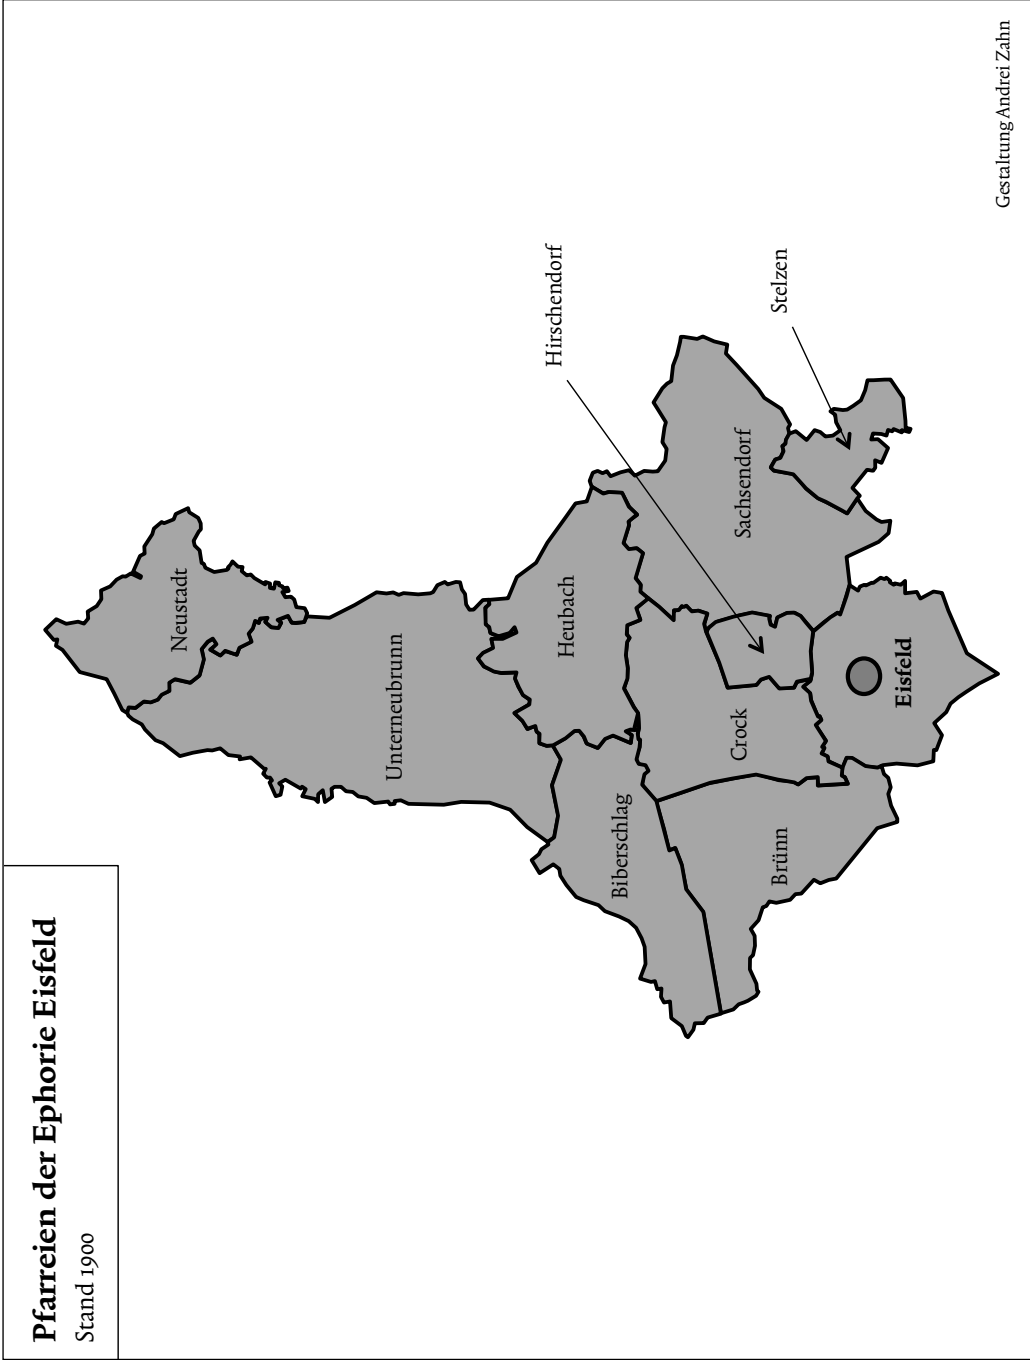 Pfarreien der Ephorie Eisfeld
Stand 1900
Neustadt
Unterneubrunn
Heubach
Biberschlag
Hirschendorf
Crock
Sachsendorf
Brünn
Stelzen
Eisfeld
Gestaltung Andrei Zahn